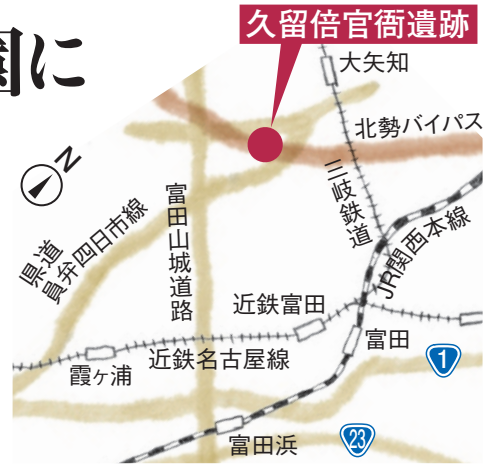 園に
久留倍官衙遺跡
大矢知
北勢バイパス
N
三岐鉄道
富田山城道路
県道
員弁四日市線
JR関西本線
近鉄富田
富田
近鉄名古屋線
霞ヶ浦
1
富田浜
23